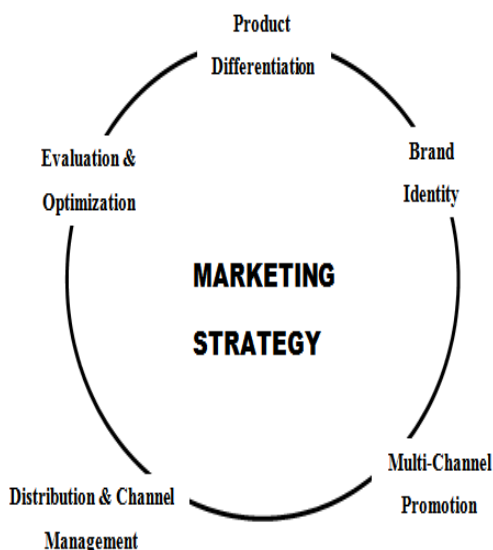 Product
Differentiation
Evaluation &
Optimization
Brand
Identity
MARKETING
STRATEGY
Multi-Channel
Promotion
Distribution & Channel
Management